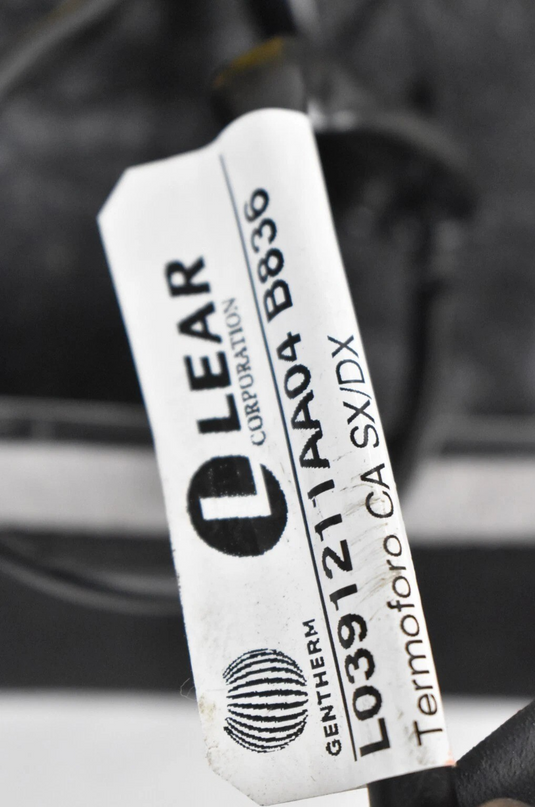 GENTHERM
L LEAR
CORPORATION
L0391211AA04 B836
Termoforo CA SX/DX